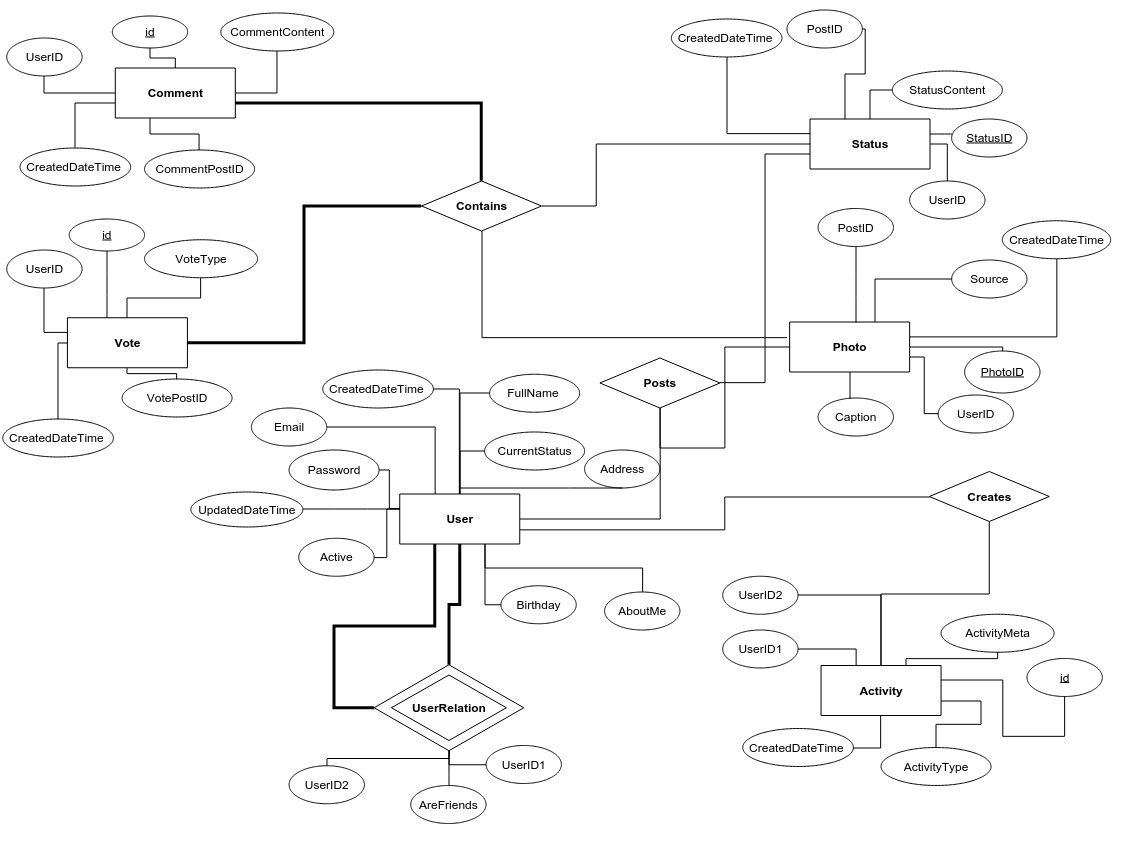 id
CommentContent
UserID
Comment
CreatedDateTime
CommentPostID
CreatedDateTime
PostID
StatusContent
StatusID
Status
UserID
Contains
id
VoteType
UserID
Vote
VotePostID
CreatedDateTime
PostID
CreatedDateTime
Source
Photo
PhotoID
UserID
Caption
Posts
CreatedDateTime
FullName
Email
CurrentStatus
Password
Address
UpdatedDateTime
User
Active
Birthday
AboutMe
Creates
UserID2
UserID1
ActivityMeta
id
Activity
CreatedDateTime
ActivityType
UserRelation
UserID2
UserID1
AreFriends